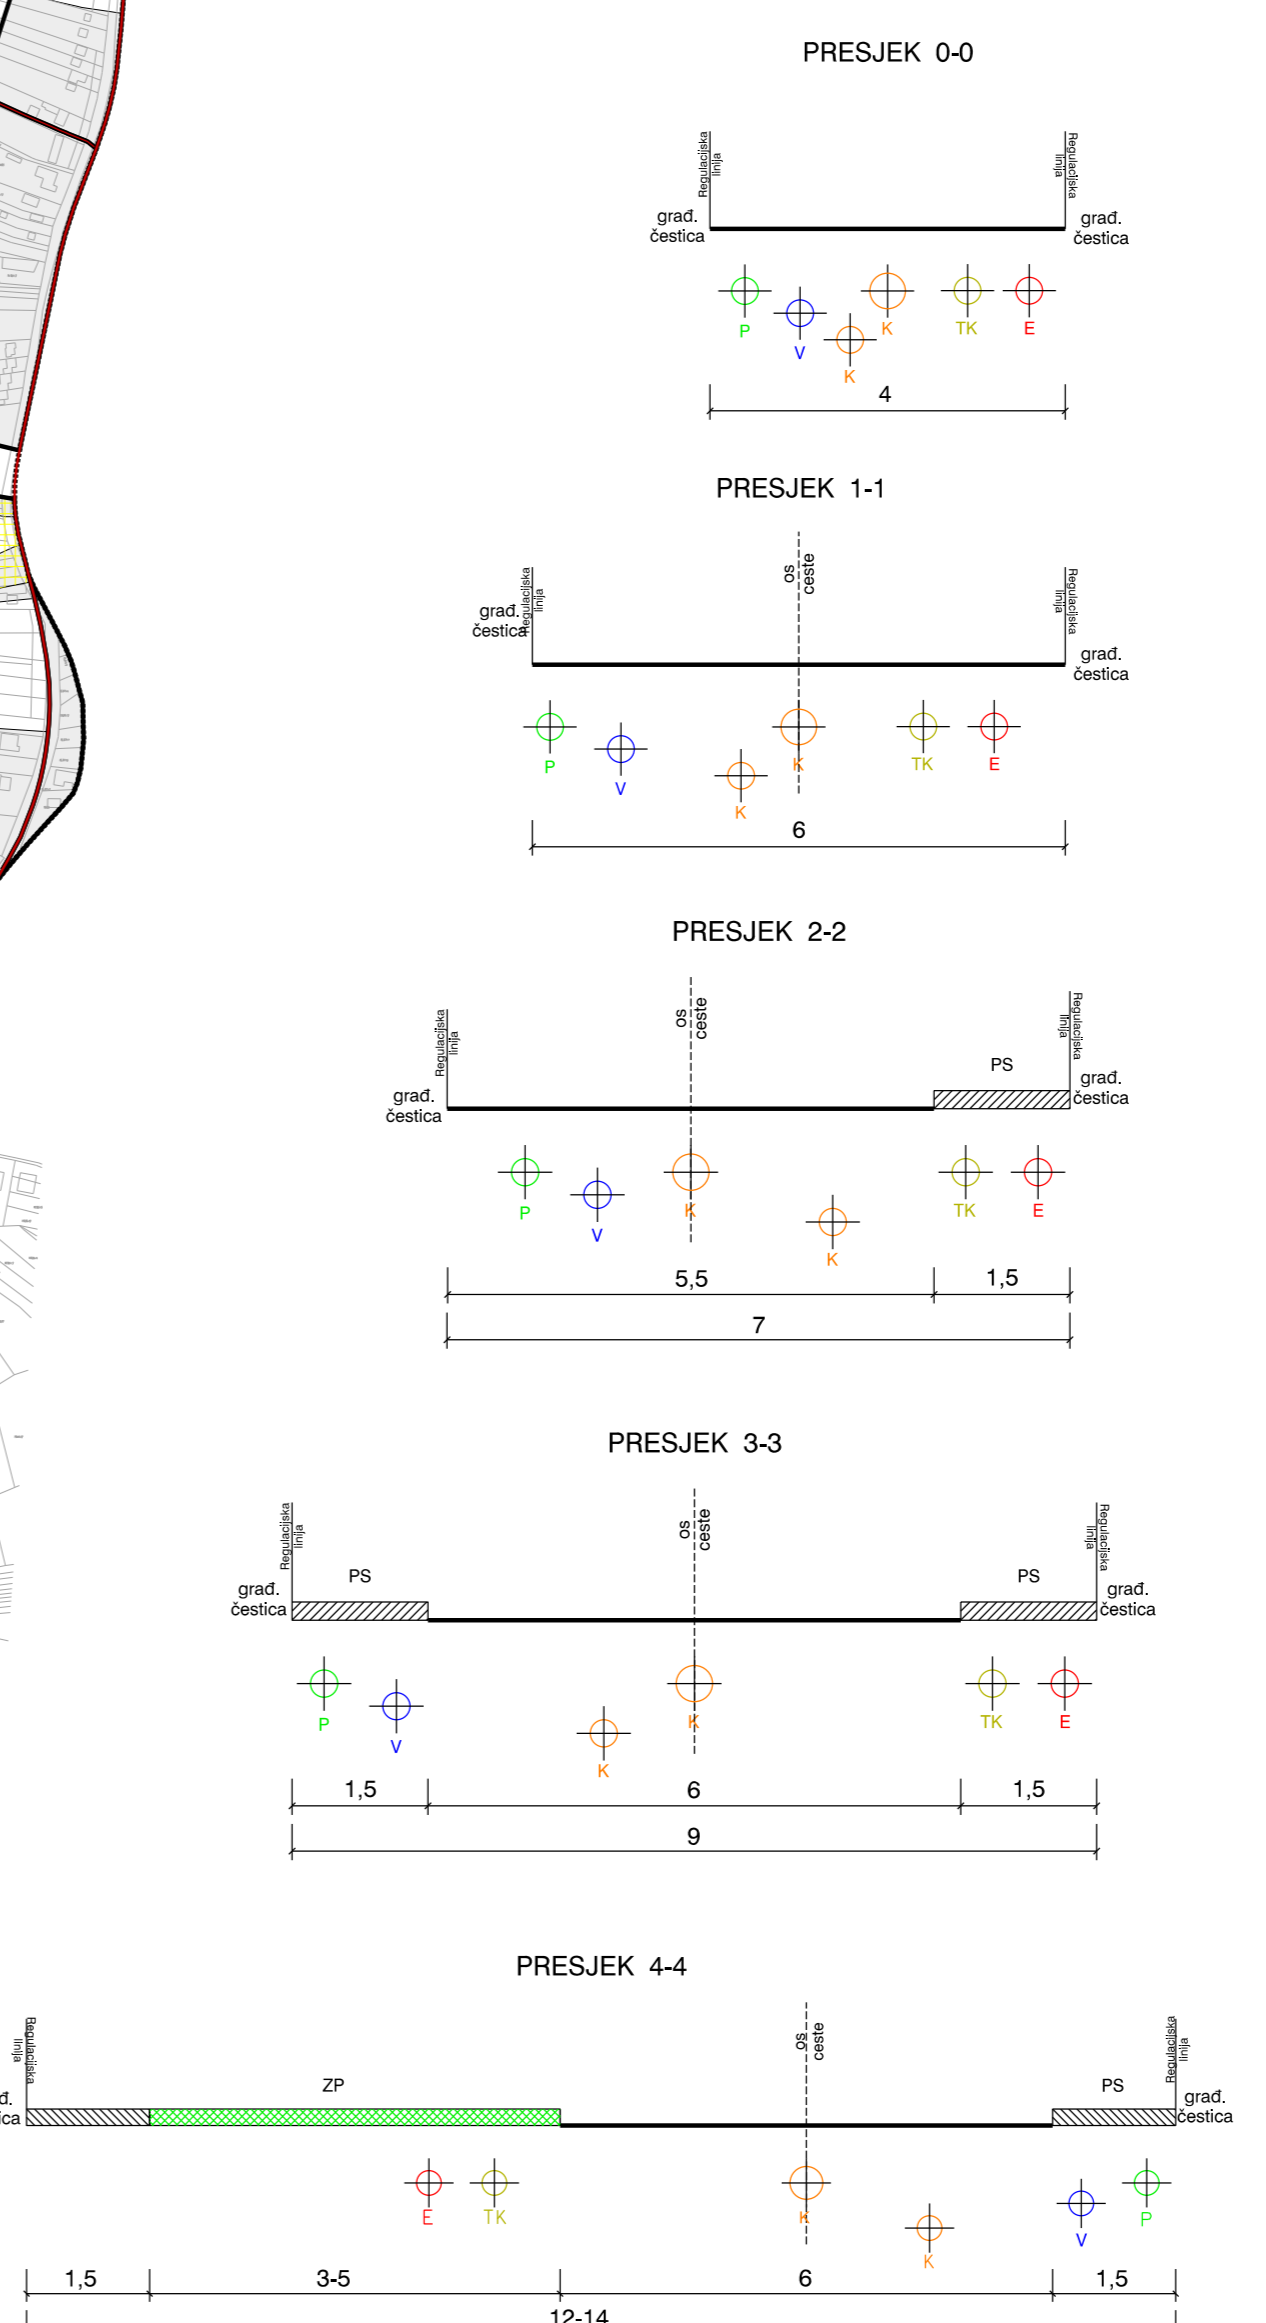 PRESJEK 0-0
Regulacijska
linija
Regulacijska
linija
građ.
čestica
građ.
čestica
P
V
K
K
TK
E
4
PRESJEK 1-1
os
ceste
Regulacijska
linija
Regulacijska
linija
građ.
čestica
građ.
čestica
P
V
K
K
TK
E
6
PRESJEK 2-2
os
ceste
Regulacijska
linija
Regulacijska
linija
PS
građ.
čestica
građ.
čestica
P
V
K
K
TK
E
5,5
1,5
7
PRESJEK 3-3
os
ceste
Regulacijska
linija
Regulacijska
linija
PS
PS
građ.
čestica
građ.
čestica
P
V
K
K
TK
E
1,5
6
1,5
9
PRESJEK 4-4
os
ceste
Regulacijska
linija
Regulacijska
linija
ZP
PS
đ.
ica
građ.
čestica
E
TK
K
K
V
P
1,5
3-5
6
1,5
12-14